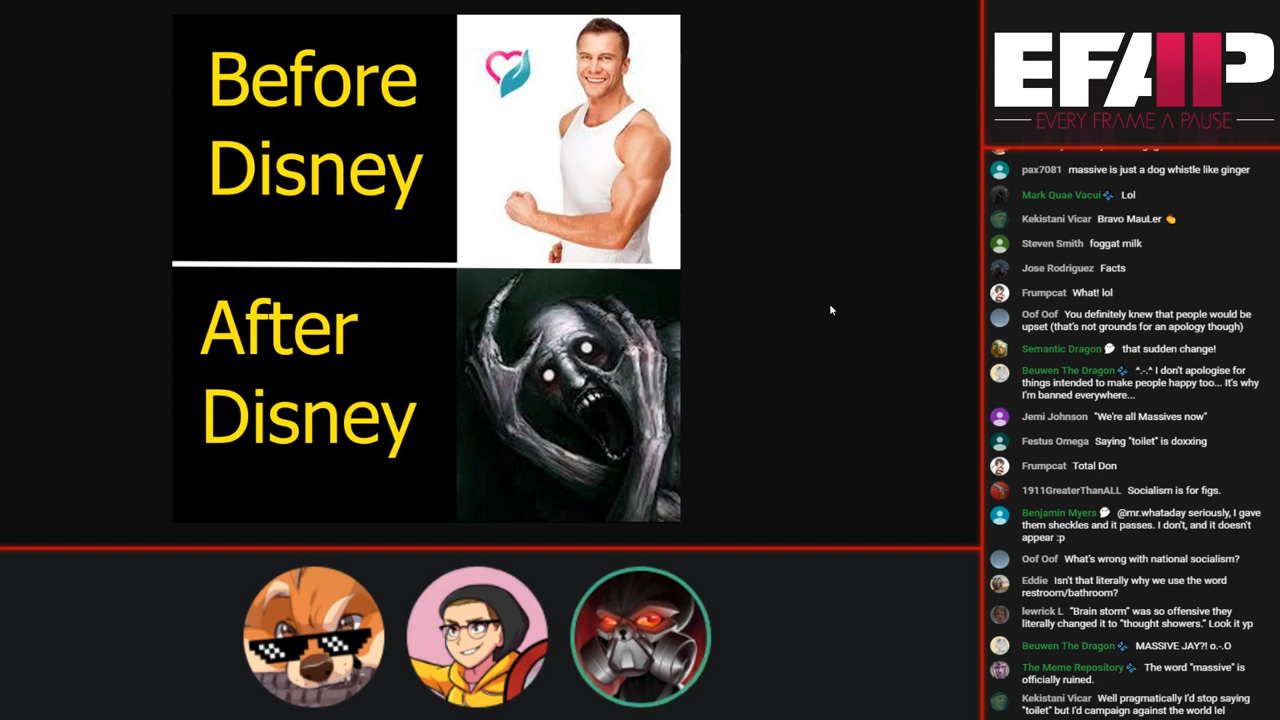 Before
Disney
After
Disney
EFAP
EVERY FRAME A PAUSE
pax7081 massive is just a dog whistle like ginger
Mark Quae Vacui Lol
Kekistani Vicar Bravo MauLer 👏
Steven Smith foggat milk
Jose Rodriguez Facts
Frumpcat What! lol
Oof Oof You definitely knew that people would be
upset (that's not grounds for an apology though)
Semantic Dragon that sudden change!
Beuwen The Dragon ^.-.^ I don't apologise for
things intended to make people happy too... It's why
I'm banned everywhere...
Jemi Johnson "We're all Massives now"
Festus Omega Saying "toilet" is doxxing
Frumpcat Total Don
1911GreaterThanALL Socialism is for figs.
Benjamin Myers @mr.whataday seriously, I gave
them sheckles and it passes. I don't, and it doesn't
appear :p
Oof Oof What's wrong with national socialism?
Eddie Isn't that literally why we use the word
restroom/bathroom?
lewrick L "Brain storm" was so offensive they
literally changed it to "thought showers." Look it yp
Beuwen The Dragon MASSIVE JAY?! o.-.O
The Meme Repository The word "massive" is
officially ruined.
Kekistani Vicar Well pragmatically I'd stop saying
"toilet" but I'd campaign against the world lel